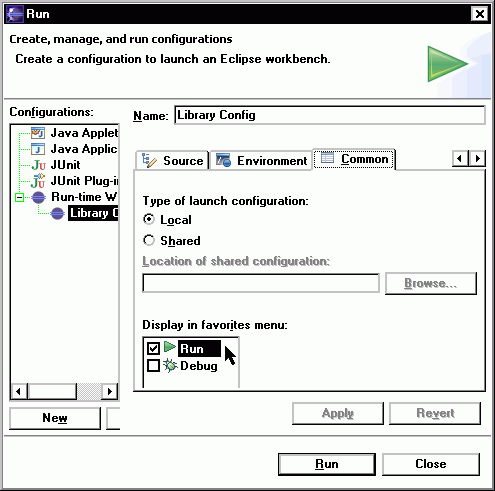 Run
Create, manage, and run configurations
Create a configuration to launch an Eclipse workbench.
Configurations:
Java Applet
Java Applic
JUnit
JUnit Plug-in
Run-time W
Library C
New
Name: Library Config
Source Environment Common
Type of launch configuration:
Local
Shared
Location of shared configuration:
Browse...
Display in favorites menu:
Run
Debug
Apply Revert
Run Close